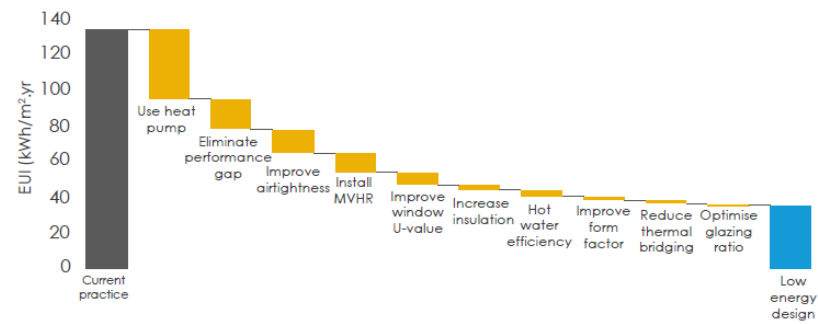 140
120
100
80
60
40
20
0
EUI (kWh/m².yr)
Current
practice
Use heat
pump
Eliminate
performance
gap
Improve
airtightness
Install
MVHR
Improve
window
U-value
Increase
insulation
Hot
water
efficiency
Improve
form
factor
Reduce
thermal
bridging
Optimise
glazing
ratio
Low
energy
design